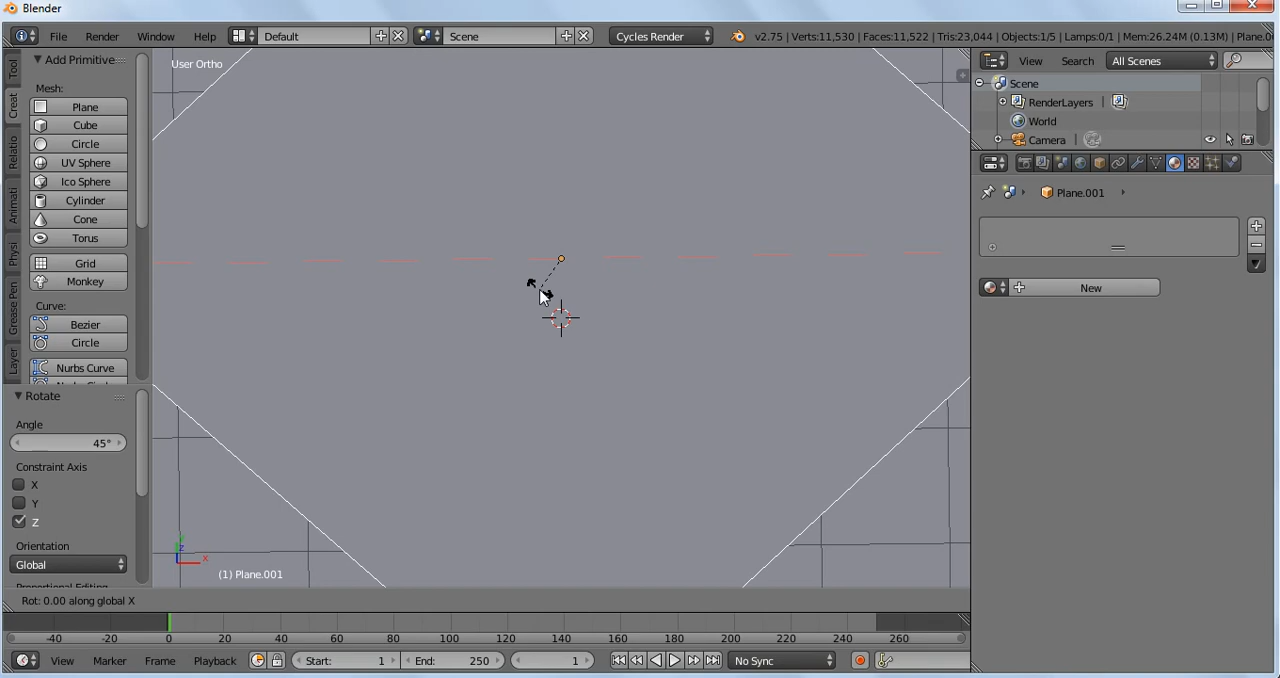 Blender
File Render Window Help Default Scene Cycles Render v2.75 | Verts:11,530 | Faces:11,522 | Tris:23,044 | Objects:1/5 | Lamps:0/1 | Mem:26.24M (0.13M) | Plane.0
User Ortho
View Search All Scenes
Scene
RenderLayers
World
Camera
Plane.001
New
Tool
Creat
Relatio
Animati
Physi
Grease Pen
Layer
Add Primitive
Mesh:
Plane
Cube
Circle
UV Sphere
Ico Sphere
Cylinder
Cone
Torus
Grid
Monkey
Curve:
Bezier
Circle
Nurbs Curve
Rotate
Angle
45°
Constraint Axis
X
Y
Z
Orientation
Global
y
z
x
(1) Plane.001
Rot: 0.00 along global X
-40 -20 0 20 40 60 80 100 120 140 160 180 200 220 240 260
View Marker Frame Playback Start: 1 End: 250 1 No Sync